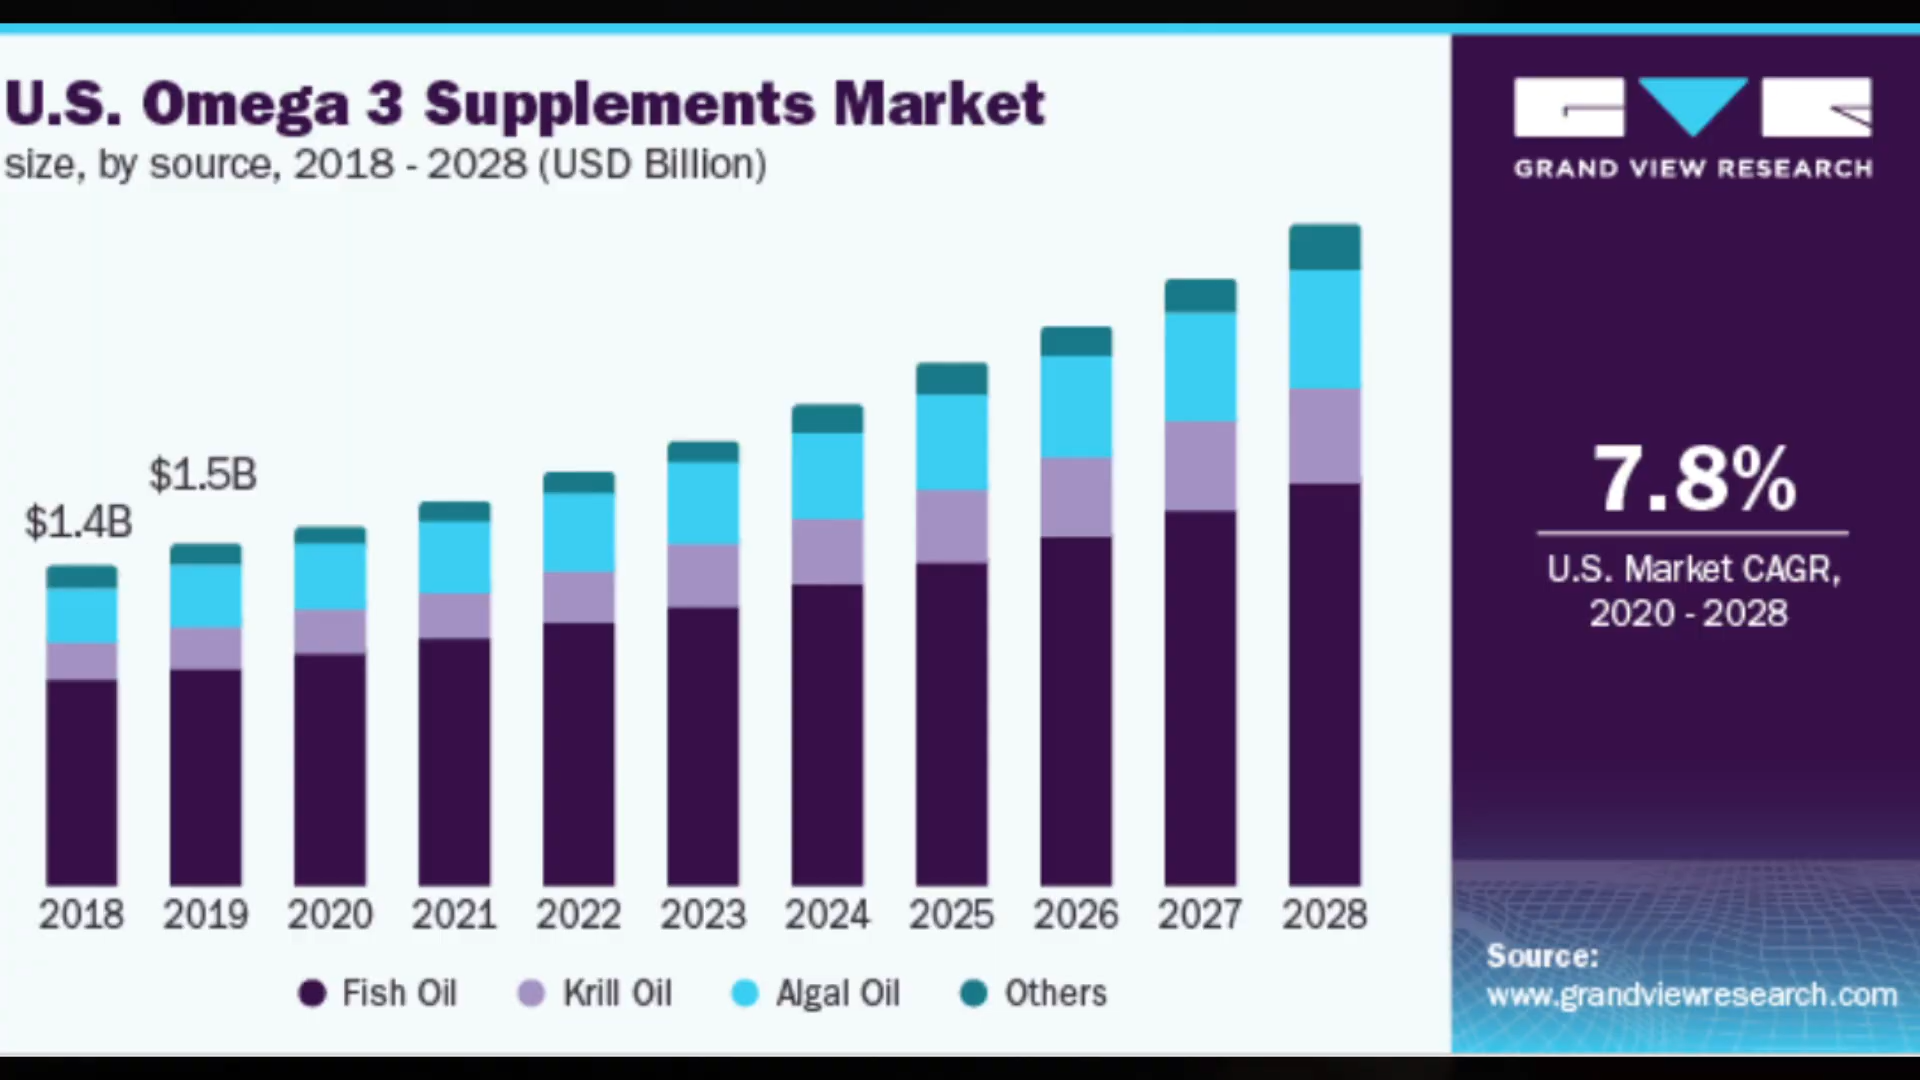 U.S. Omega 3 Supplements Market
size, by source, 2018 - 2028 (USD Billion)
$1.4B
$1.5B
2018 2019 2020 2021 2022 2023 2024 2025 2026 2027 2028
Fish Oil Krill Oil Algal Oil Others
GRAND VIEW RESEARCH
7.8%
U.S. Market CAGR,
2020 - 2028
Source:
www.grandviewresearch.com